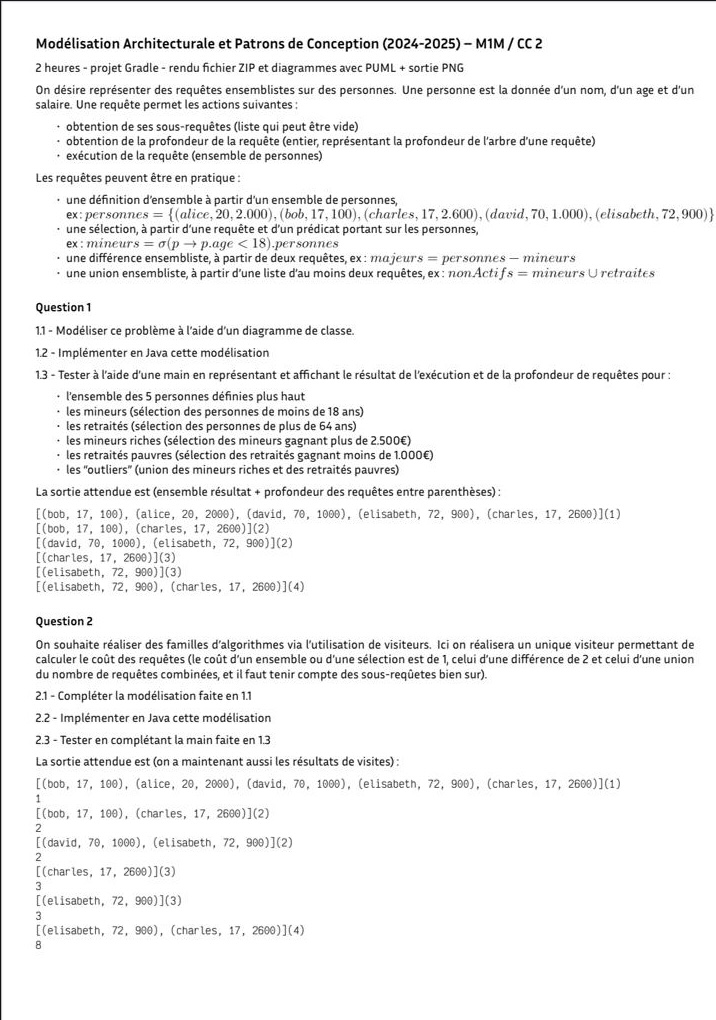 Modélisation Architecturale et Patrons de Conception (2024-2025) – M1M / CC 2
2 heures - projet Gradle - rendu fichier ZIP et diagrammes avec PUML + sortie PNG
On désire représenter des requêtes ensemblistes sur des personnes. Une personne est la donnée d'un nom, d'un age et d'un
salaire. Une requête permet les actions suivantes :
· obtention de ses sous-requêtes (liste qui peut être vide)
· obtention de la profondeur de la requête (entier, représentant la profondeur de l'arbre d'une requête)
· exécution de la requête (ensemble de personnes)
Les requêtes peuvent être en pratique :
· une définition d'ensemble à partir d'un ensemble de personnes,
ex : personnes = {(alice, 20, 2.000), (bob, 17, 100), (charles, 17, 2.600), (david, 70, 1.000), (elisabeth, 72, 900)}
· une sélection, à partir d'une requête et d'un prédicat portant sur les personnes,
ex : mineurs = σ(p → p.age < 18).personnes
· une différence ensembliste, à partir de deux requêtes, ex : majeurs = personnes − mineurs
· une union ensembliste, à partir d'une liste d'au moins deux requêtes, ex : nonActifs = mineurs ∪ retraites
Question 1
1.1 - Modéliser ce problème à l'aide d'un diagramme de classe.
1.2 - Implémenter en Java cette modélisation
1.3 - Tester à l'aide d'une main en représentant et affichant le résultat de l'exécution et de la profondeur de requêtes pour :
· l'ensemble des 5 personnes définies plus haut
· les mineurs (sélection des personnes de moins de 18 ans)
· les retraités (sélection des personnes de plus de 64 ans)
· les mineurs riches (sélection des mineurs gagnant plus de 2.500€)
· les retraités pauvres (sélection des retraités gagnant moins de 1.000€)
· les "outliers" (union des mineurs riches et des retraités pauvres)
La sortie attendue est (ensemble résultat + profondeur des requêtes entre parenthèses) :
[(bob, 17, 100), (alice, 20, 2000), (david, 70, 1000), (elisabeth, 72, 900), (charles, 17, 2600)](1)
[(bob, 17, 100), (charles, 17, 2600)](2)
[(david, 70, 1000), (elisabeth, 72, 900)](2)
[(charles, 17, 2600)](3)
[(elisabeth, 72, 900)](3)
[(elisabeth, 72, 900), (charles, 17, 2600)](4)
Question 2
On souhaite réaliser des familles d'algorithmes via l'utilisation de visiteurs. Ici on réalisera un unique visiteur permettant de
calculer le coût des requêtes (le coût d'un ensemble ou d'une sélection est de 1, celui d'une différence de 2 et celui d'une union
du nombre de requêtes combinées, et il faut tenir compte des sous-reqûetes bien sur).
2.1 - Compléter la modélisation faite en 1.1
2.2 - Implémenter en Java cette modélisation
2.3 - Tester en complétant la main faite en 1.3
La sortie attendue est (on a maintenant aussi les résultats de visites) :
[(bob, 17, 100), (alice, 20, 2000), (david, 70, 1000), (elisabeth, 72, 900), (charles, 17, 2600)](1)
1
[(bob, 17, 100), (charles, 17, 2600)](2)
2
[(david, 70, 1000), (elisabeth, 72, 900)](2)
2
[(charles, 17, 2600)](3)
3
[(elisabeth, 72, 900)](3)
3
[(elisabeth, 72, 900), (charles, 17, 2600)](4)
8